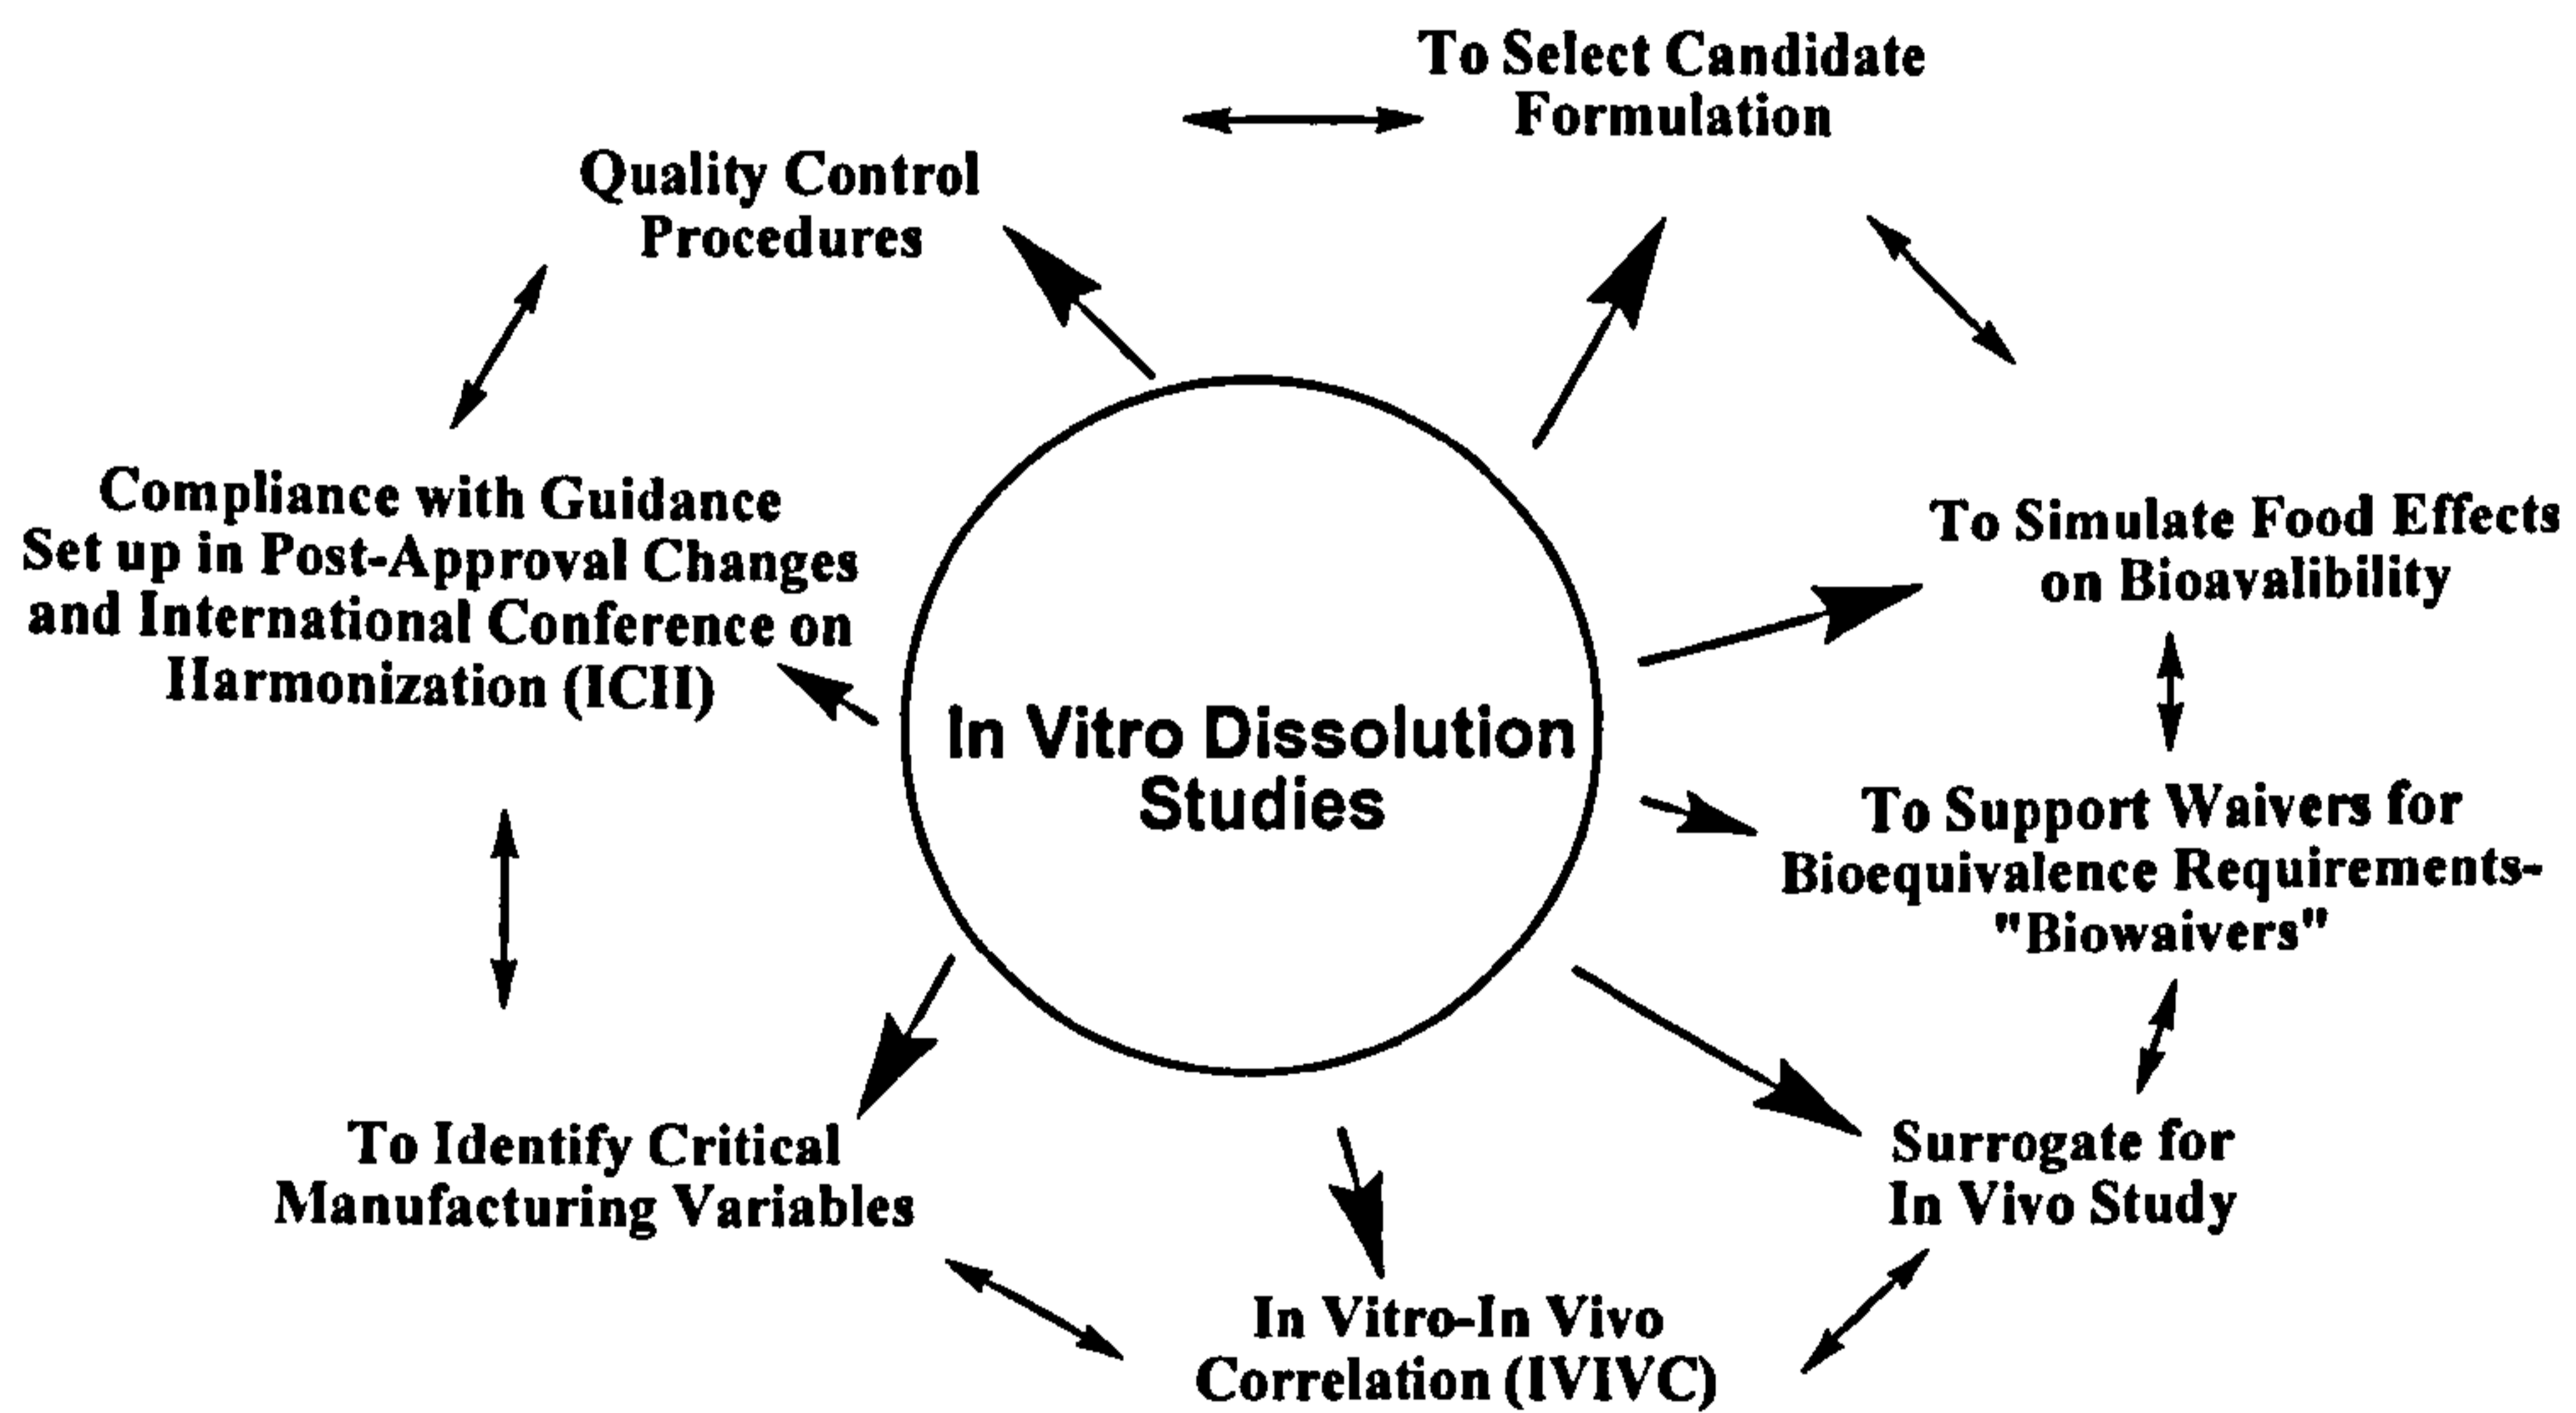 To Select Candidate
Formulation
Quality Control
Procedures
Compliance with Guidance
Set up in Post-Approval Changes
and International Conference on
Harmonization (ICII)
To Simulate Food Effects
on Bioavalibility
In Vitro Dissolution
Studies
To Support Waivers for
Bioequivalence Requirements-
"Biowaivers"
To Identify Critical
Manufacturing Variables
Surrogate for
In Vivo Study
In Vitro-In Vivo
Correlation (IVIVC)